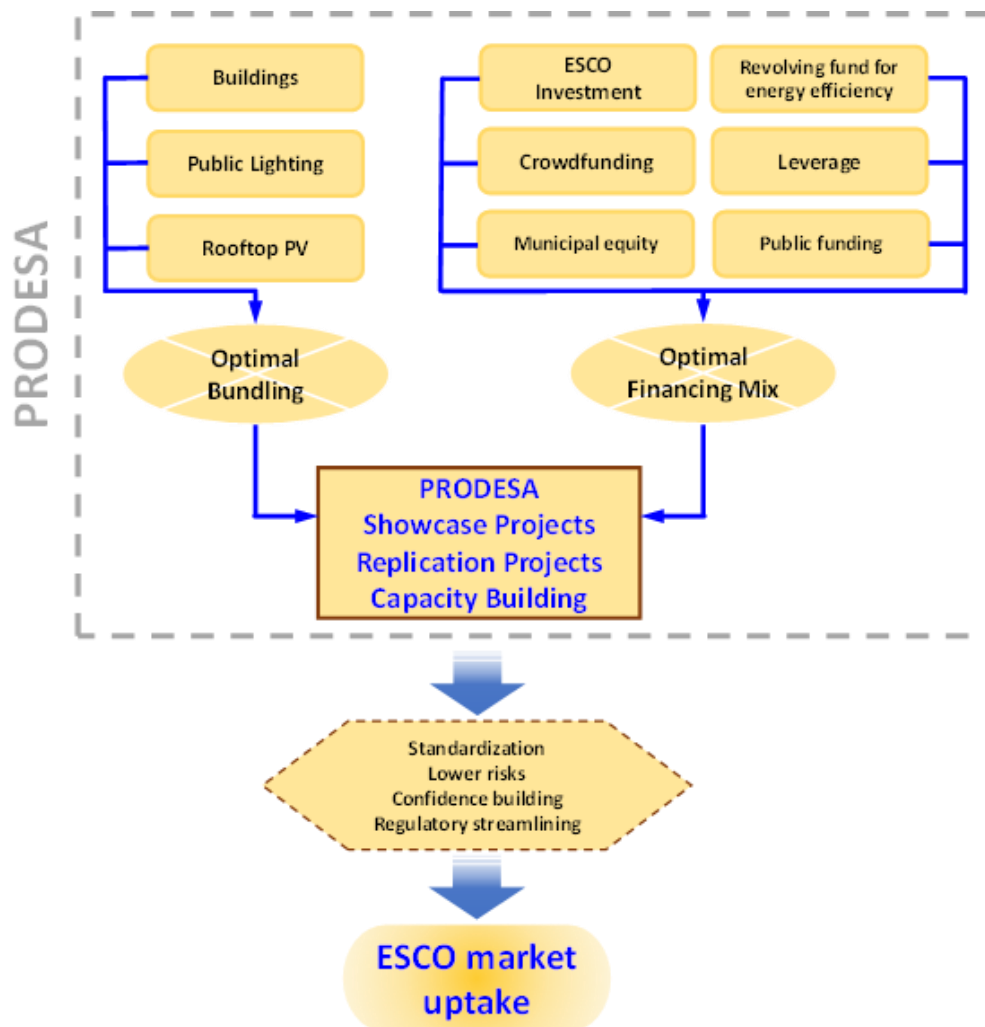 PRODESA
Buildings
Public Lighting
Rooftop PV
ESCO
Investment
Revolving fund for
energy efficiency
Crowdfunding
Leverage
Municipal equity
Public funding
Optimal
Bundling
Optimal
Financing Mix
PRODESA
Showcase Projects
Replication Projects
Capacity Building
Standardization
Lower risks
Confidence building
Regulatory streamlining
ESCO market
uptake